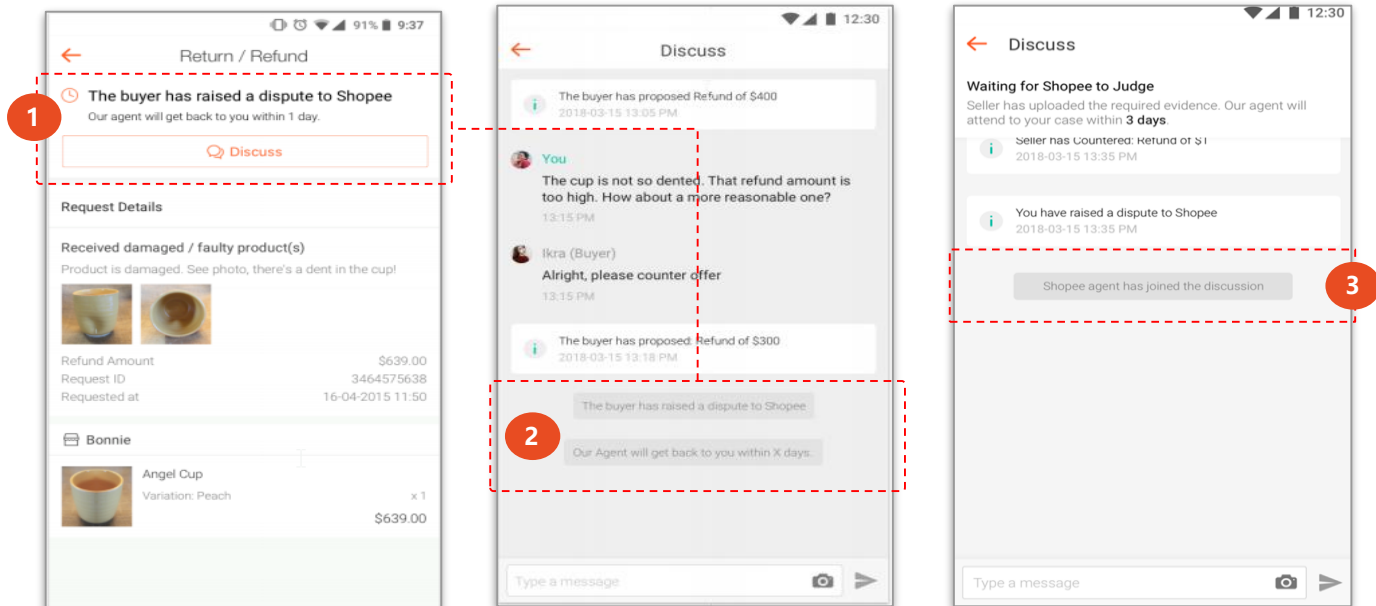 91% 9:37
Return / Refund
1
The buyer has raised a dispute to Shopee
Our agent will get back to you within 1 day.
Discuss
Request Details
Received damaged / faulty product(s)
Product is damaged. See photo, there's a dent in the cup!
Refund Amount $639.00
Request ID 3464575638
Requested at 16-04-2015 11:50
Bonnie
Angel Cup
Variation: Peach x 1
$639.00
12:30
Discuss
The buyer has proposed Refund of $400
2018-03-15 13:05 PM
You
The cup is not so dented. That refund amount is
too high. How about a more reasonable one?
13:15 PM
Ikra (Buyer)
Alright, please counter offer
13:15 PM
The buyer has proposed: Refund of $300
2018-03-15 13:18 PM
2
The buyer has raised a dispute to Shopee
Our Agent will get back to you within X days.
Type a message
12:30
Discuss
Waiting for Shopee to Judge
Seller has uploaded the required evidence. Our agent will
attend to your case within 3 days.
Seller has Countered: Refund of $1
2018-03-15 13:35 PM
You have raised a dispute to Shopee
2018-03-15 13:35 PM
Shopee agent has joined the discussion
3
Type a message